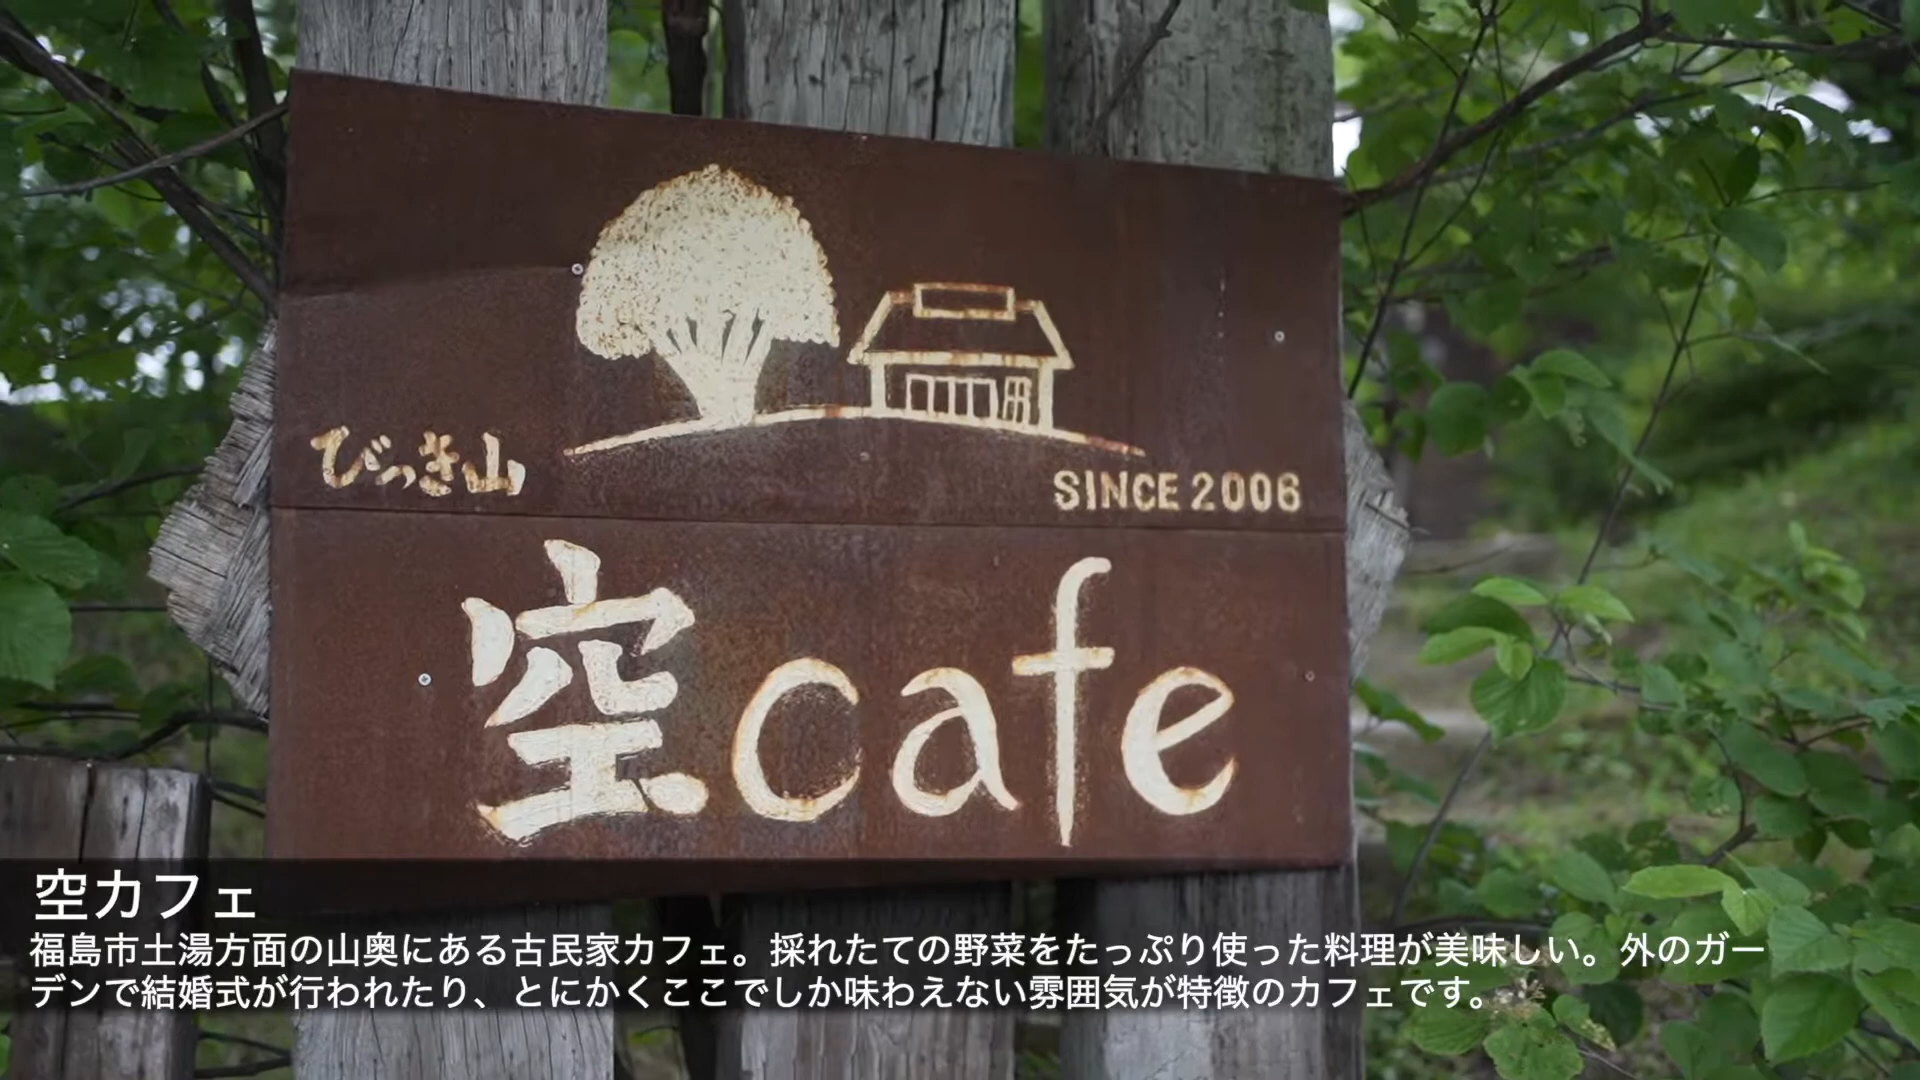 びっき山
SINCE 2006
空cafe
空カフェ
福島市土湯方面の山奥にある古民家カフェ。採れたての野菜をたっぷり使った料理が美味しい。外のガー
デンで結婚式が行われたり、とにかくここでしか味わえない雰囲気が特徴のカフェです。